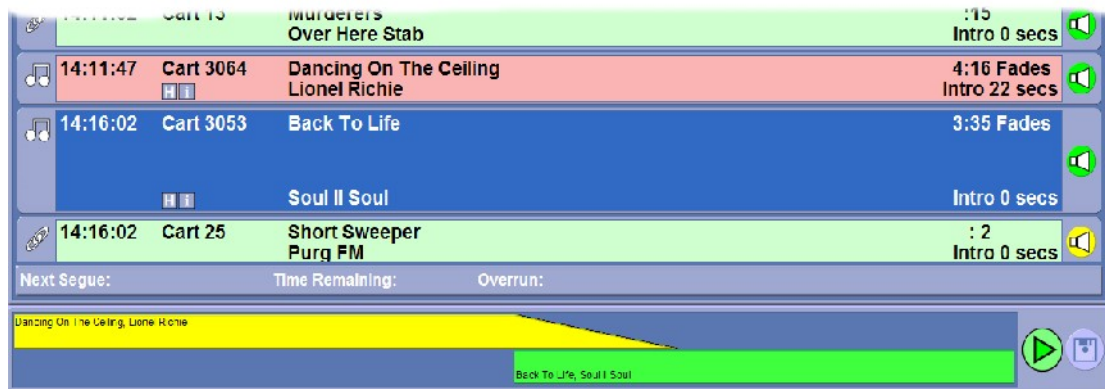 Cart 13 Murderers :15
Over Here Stab Intro 0 secs
14:11:47 Cart 3064 Dancing On The Ceiling 4:16 Fades
H i Lionel Richie Intro 22 secs
14:16:02 Cart 3053 Back To Life 3:35 Fades
H i Soul II Soul Intro 0 secs
14:16:02 Cart 25 Short Sweeper : 2
Purg FM Intro 0 secs
Next Segue: Time Remaining: Overrun:
Dancing On The Ceiling, Lionel Richie
Back To Life, Soul II Soul